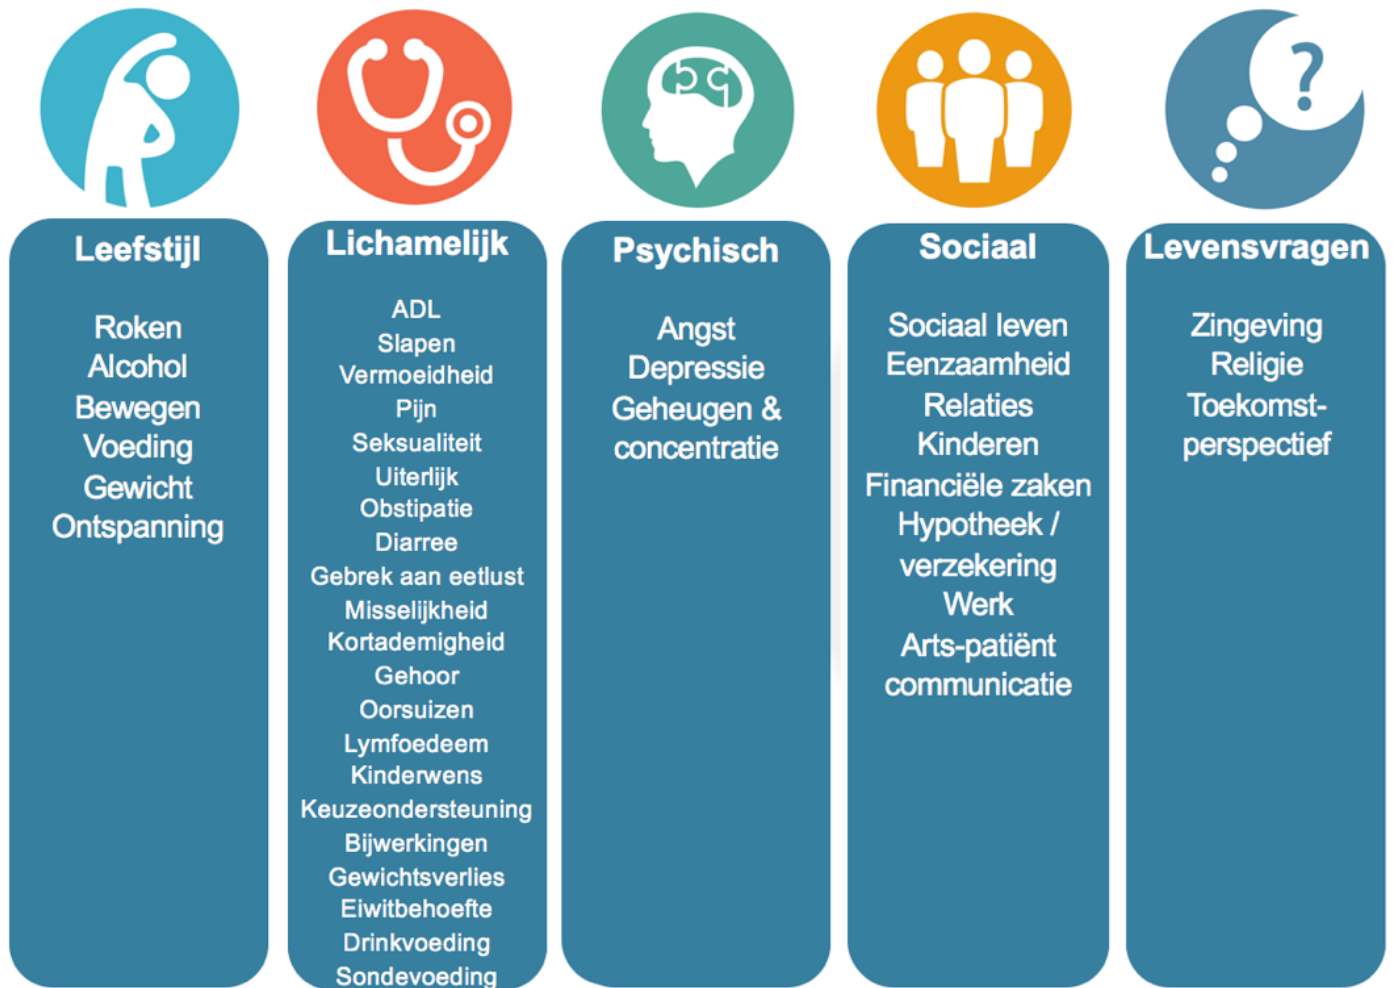 ?
Leefstijl
Roken
Alcohol
Bewegen
Voeding
Gewicht
Ontspanning
Lichamelijk
ADL
Slapen
Vermoeidheid
Pijn
Seksualiteit
Uiterlijk
Obstipatie
Diarree
Gebrek aan eetlust
Misselijkheid
Kortademigheid
Gehoor
Oorsuizen
Lymfoedeem
Kinderwens
Keuzeondersteuning
Bijwerkingen
Gewichtsverlies
Eiwitbehoefte
Drinkvoeding
Sondevoeding
Psychisch
Angst
Depressie
Geheugen &
concentratie
Sociaal
Sociaal leven
Eenzaamheid
Relaties
Kinderen
Financiële zaken
Hypotheek /
verzekering
Werk
Arts-patiënt
communicatie
Levensvragen
Zingeving
Religie
Toekomst-
perspectief